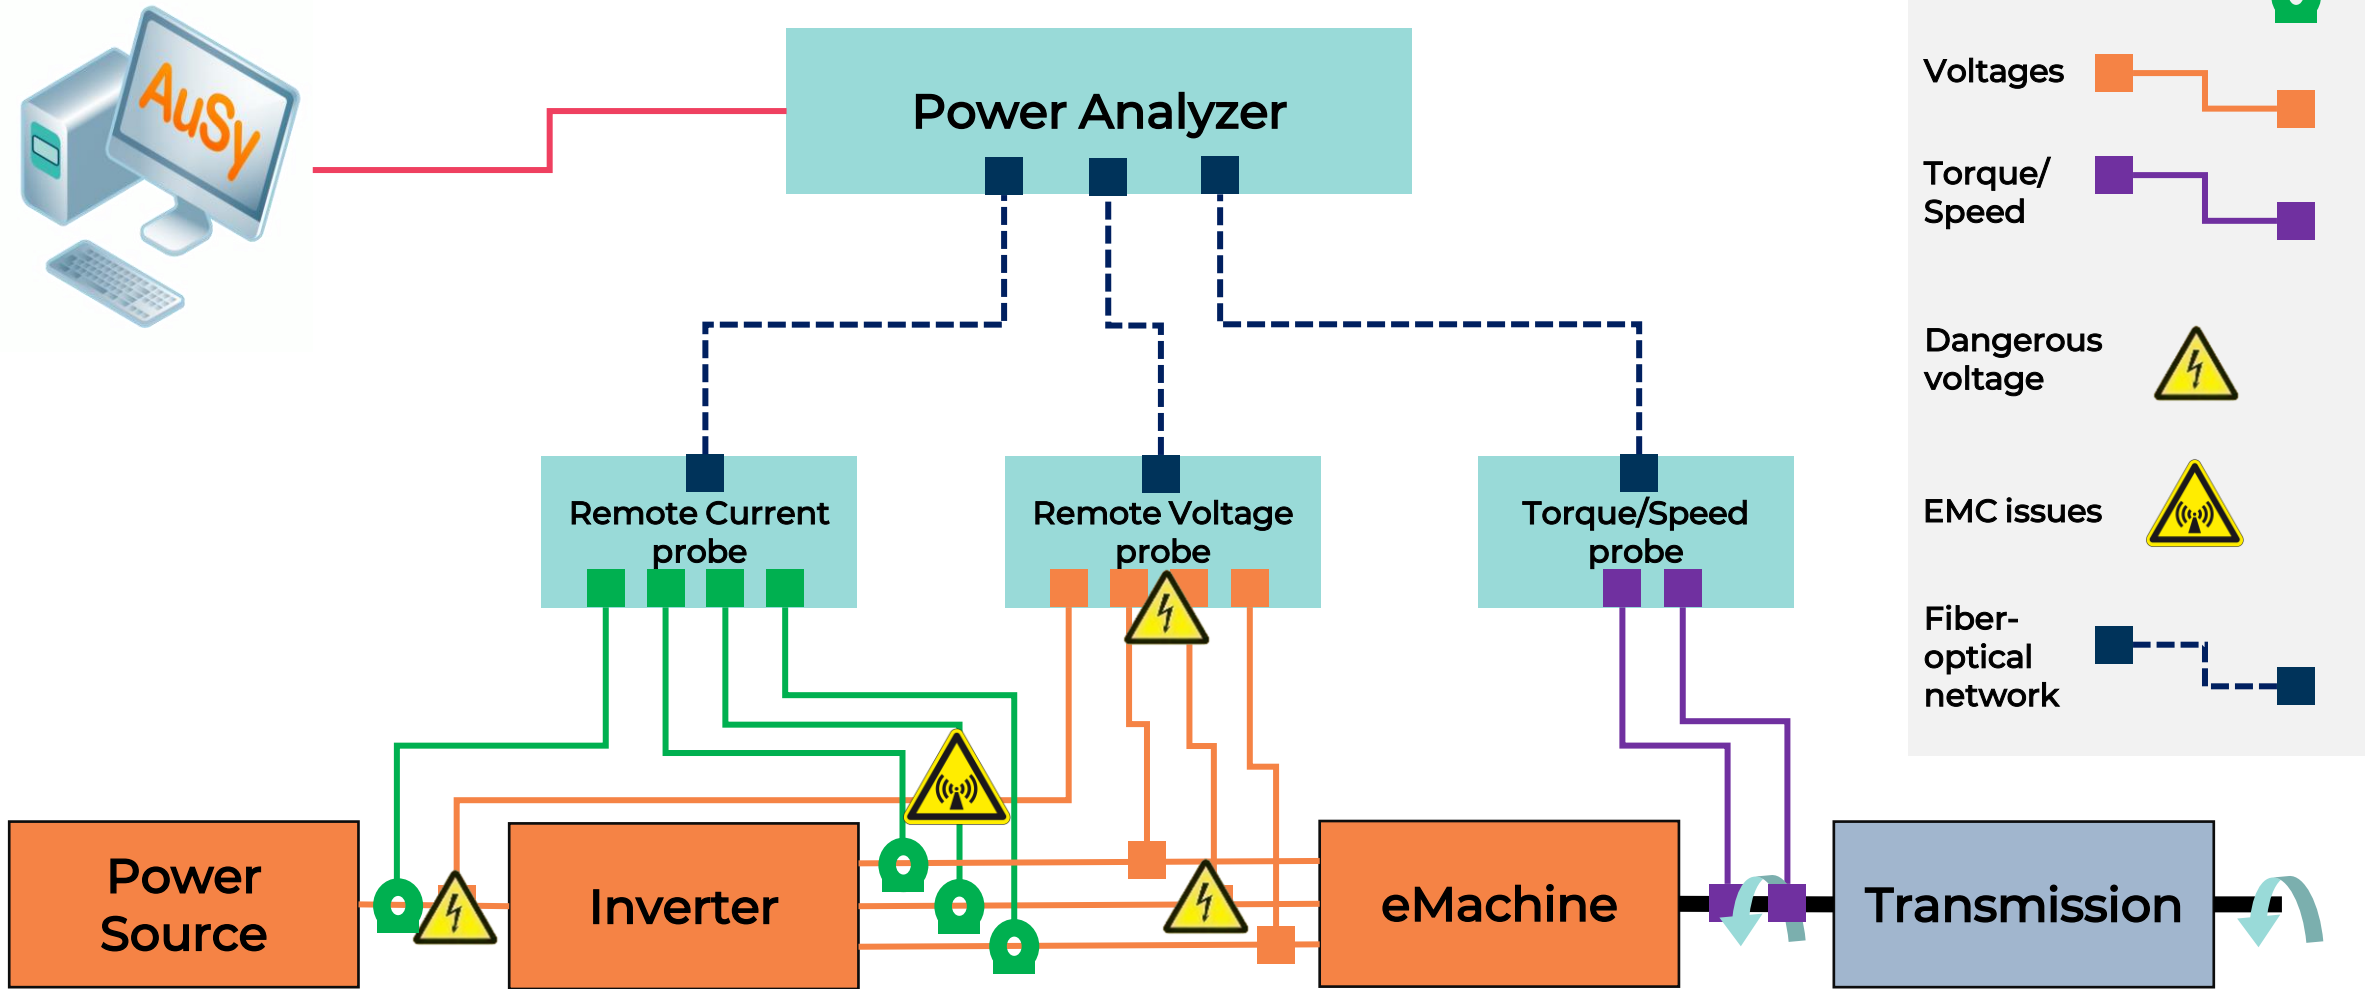 AuSy
Power Analyzer
Voltages
Torque/
Speed
Dangerous
voltage
EMC issues
Fiber-
optical
network
Remote Current
probe
Remote Voltage
probe
Torque/Speed
probe
Power
Source
Inverter
eMachine
Transmission